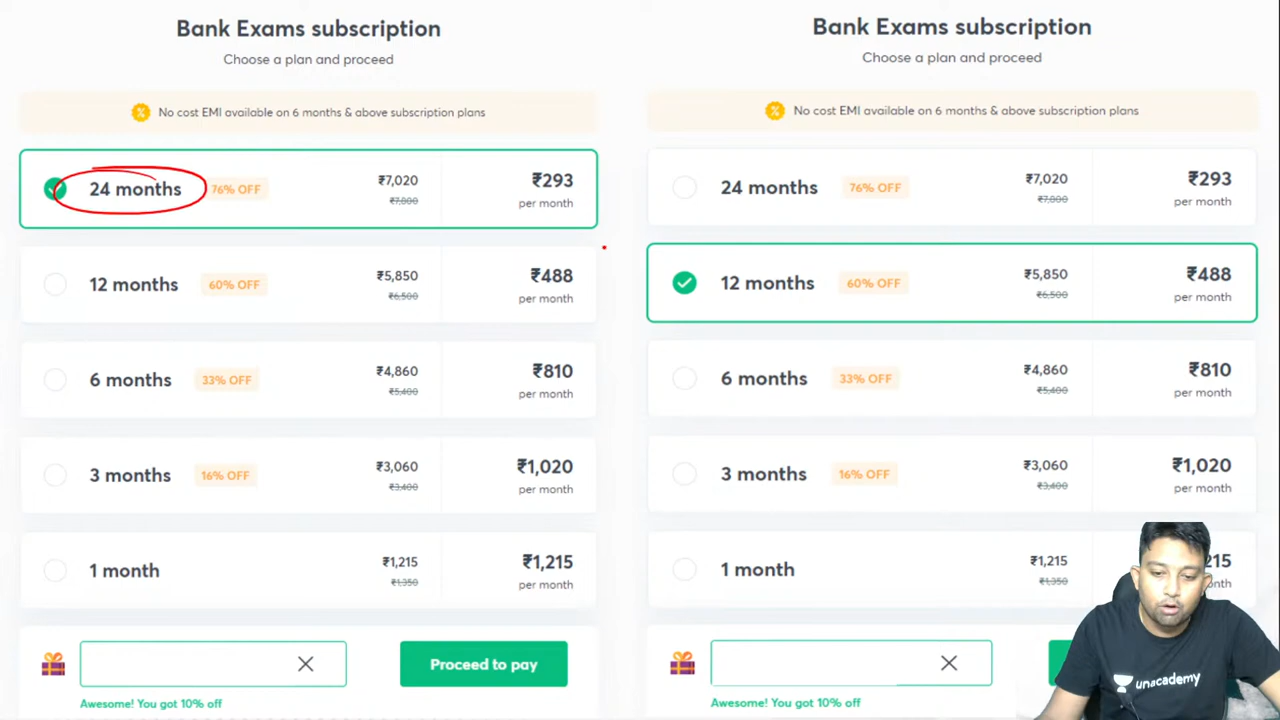 Bank Exams subscription
Choose a plan and proceed
No cost EMI available on 6 months & above subscription plans
24 months 76% OFF ₹7,020 ₹293
₹7,800 per month
12 months 60% OFF ₹5,850 ₹488
₹6,500 per month
6 months 33% OFF ₹4,860 ₹810
₹5,400 per month
3 months 16% OFF ₹3,060 ₹1,020
₹3,400 per month
1 month ₹1,215 ₹1,215
₹1,350 per month
Proceed to pay
Awesome! You got 10% off
Bank Exams subscription
Choose a plan and proceed
No cost EMI available on 6 months & above subscription plans
24 months 76% OFF ₹7,020 ₹293
₹7,800 per month
12 months 60% OFF ₹5,850 ₹488
₹6,500 per month
6 months 33% OFF ₹4,860 ₹810
₹5,400 per month
3 months 16% OFF ₹3,060 ₹1,020
₹3,400 per month
1 month ₹1,215
₹1,350
Awesome! You got 10% off
unacademy